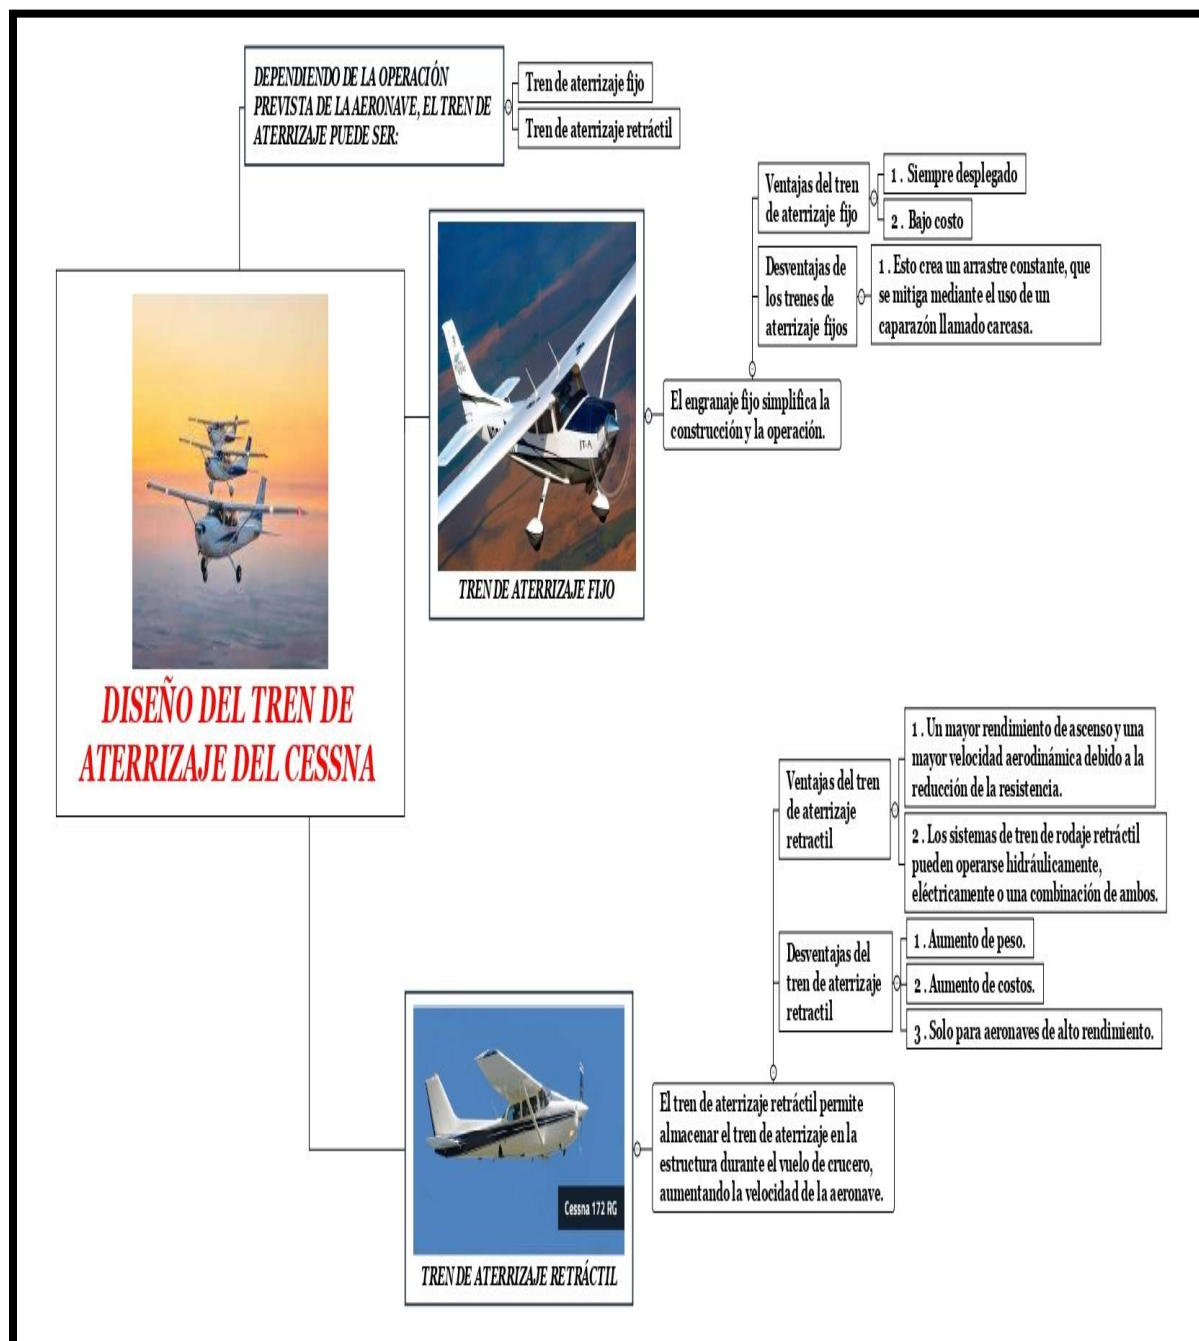 DEPENDIENDO DE LA OPERACIÓN
PREVISTA DE LA AERONAVE, EL TREN DE
ATERRIZAJE PUEDE SER:
Tren de aterrizaje fijo
Tren de aterrizaje retráctil
DISEÑO DEL TREN DE
ATERRIZAJE DEL CESSNA
IT-A
TREN DE ATERRIZAJE FIJO
El engranaje fijo simplifica la
construcción y la operación.
Ventajas del tren
de aterrizaje fijo
1 . Siempre desplegado
2 . Bajo costo
Desventajas de
los trenes de
aterrizaje fijos
1 . Esto crea un arrastre constante, que
se mitiga mediante el uso de un
caparazón llamado carcasa.
Cessna 172 RG
TREN DE ATERRIZAJE RETRÁCTIL
El tren de aterrizaje retráctil permite
almacenar el tren de aterrizaje en la
estructura durante el vuelo de crucero,
aumentando la velocidad de la aeronave.
Ventajas del tren
de aterrizaje
retractil
1 . Un mayor rendimiento de ascenso y una
mayor velocidad aerodinámica debido a la
reducción de la resistencia.
2 . Los sistemas de tren de rodaje retráctil
pueden operarse hidráulicamente,
eléctricamente o una combinación de ambos.
Desventajas del
tren de aterrizaje
retractil
1 . Aumento de peso.
2 . Aumento de costos.
3 . Solo para aeronaves de alto rendimiento.